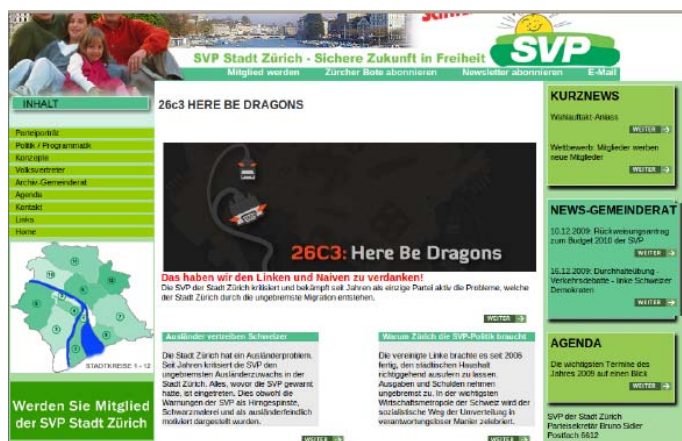 SVP Stadt Zürich - Sichere Zukunft in Freiheit
SVP
Mitglied werden Zürcher Bote abonnieren Newsletter abonnieren E-Mail
INHALT
Parteiporträt
Politik / Programmatik
Konzepte
Volksvertreter
Archiv-Gemeinderat
Agenda
Kontakt
Links
Home
STADTKREISE 1 - 12
Werden Sie Mitglied
der SVP Stadt Zürich
26c3 HERE BE DRAGONS
26C3: Here Be Dragons
Das haben wir den Linken und Naiven zu verdanken!
Die SVP der Stadt Zürich kritisiert und bekämpft seit Jahren als einzige Partei aktiv die Probleme, welche
der Stadt Zürich durch die ungebremste Migration entstehen.
WEITER
Ausländer vertreiben Schweizer
Die Stadt Zürich hat ein Ausländerproblem.
Seit Jahren kritisiert die SVP den
ungebremsten Ausländerzuwachs in der
Stadt Zürich. Alles, wovor die SVP gewarnt
hatte, ist eingetreten. Dies obwohl die
Warnungen der SVP als Hirngespinste,
Schwarzmalerei und als ausländerfeindlich
motiviert dargestellt wurden.
WEITER
Warum Zürich die SVP-Politik braucht
Die vereinigte Linke brachte es seit 2006
fertig, den städtischen Haushalt
richtiggehend ausufern zu lassen.
Ausgaben und Schulden nehmen
ungebremst zu. In der wichtigsten
Wirtschaftsmetropole der Schweiz wird der
sozialistische Weg der Umverteilung in
verantwortungsloser Manier zelebriert.
WEITER
KURZNEWS
Wahlauftakt-Anlass
WEITER
Wettbewerb: Mitglieder werben
neue Mitglieder
WEITER
NEWS-GEMEINDERAT
10.12.2009: Rückweisungsantrag
zum Budget 2010 der SVP
WEITER
16.12.2009: Durchhalteübung -
Verkehrsdebatte - linke Schweizer
Demokraten
WEITER
AGENDA
Die wichtigsten Termine des
Jahres 2009 auf einen Blick
WEITER
SVP der Stadt Zürich
Parteisekretär Bruno Sidler
Postfach 6612